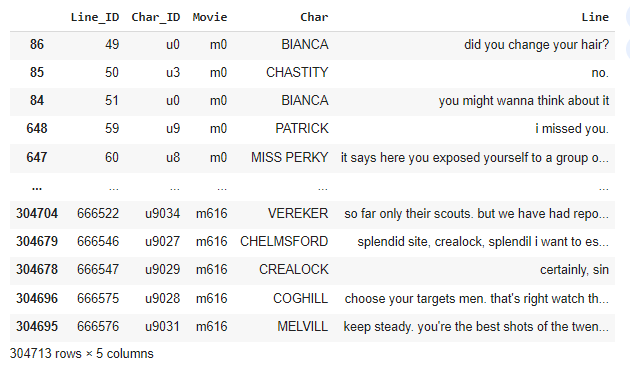 Line_ID Char_ID Movie Char Line
86 49 u0 m0 BIANCA did you change your hair?
85 50 u3 m0 CHASTITY no.
84 51 u0 m0 BIANCA you might wanna think about it
648 59 u9 m0 PATRICK i missed you.
647 60 u8 m0 MISS PERKY it says here you exposed yourself to a group o...
... ... ... ... ... ...
304704 666522 u9034 m616 VEREKER so far only their scouts. but we have had repo...
304679 666546 u9027 m616 CHELMSFORD splendid site, crealock, splendil i want to es...
304678 666547 u9029 m616 CREALOCK certainly, sin
304696 666575 u9028 m616 COGHILL choose your targets men. that's right watch th...
304695 666576 u9031 m616 MELVILL keep steady. you're the best shots of the twen...
304713 rows × 5 columns